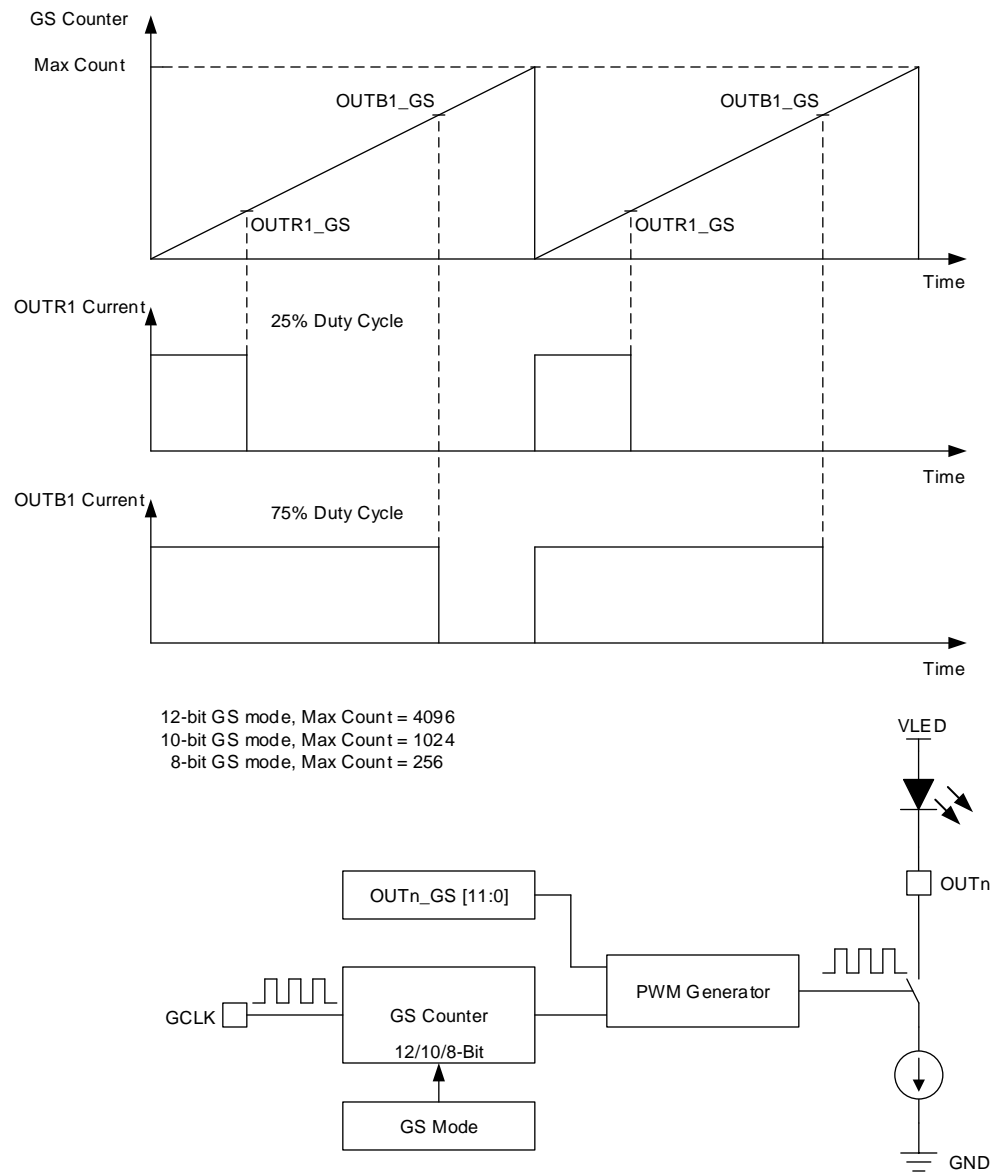 GS Counter
Max Count
OUTB1_GS
OUTB1_GS
OUTR1_GS
OUTR1_GS
Time
OUTR1 Current
25% Duty Cycle
Time
OUTB1 Current
75% Duty Cycle
Time
12-bit GS mode, Max Count = 4096
10-bit GS mode, Max Count = 1024
8-bit GS mode, Max Count = 256
VLED
OUTn_GS [11:0]
OUTn
PWM Generator
GCLK
GS Counter
12/10/8-Bit
GS Mode
GND